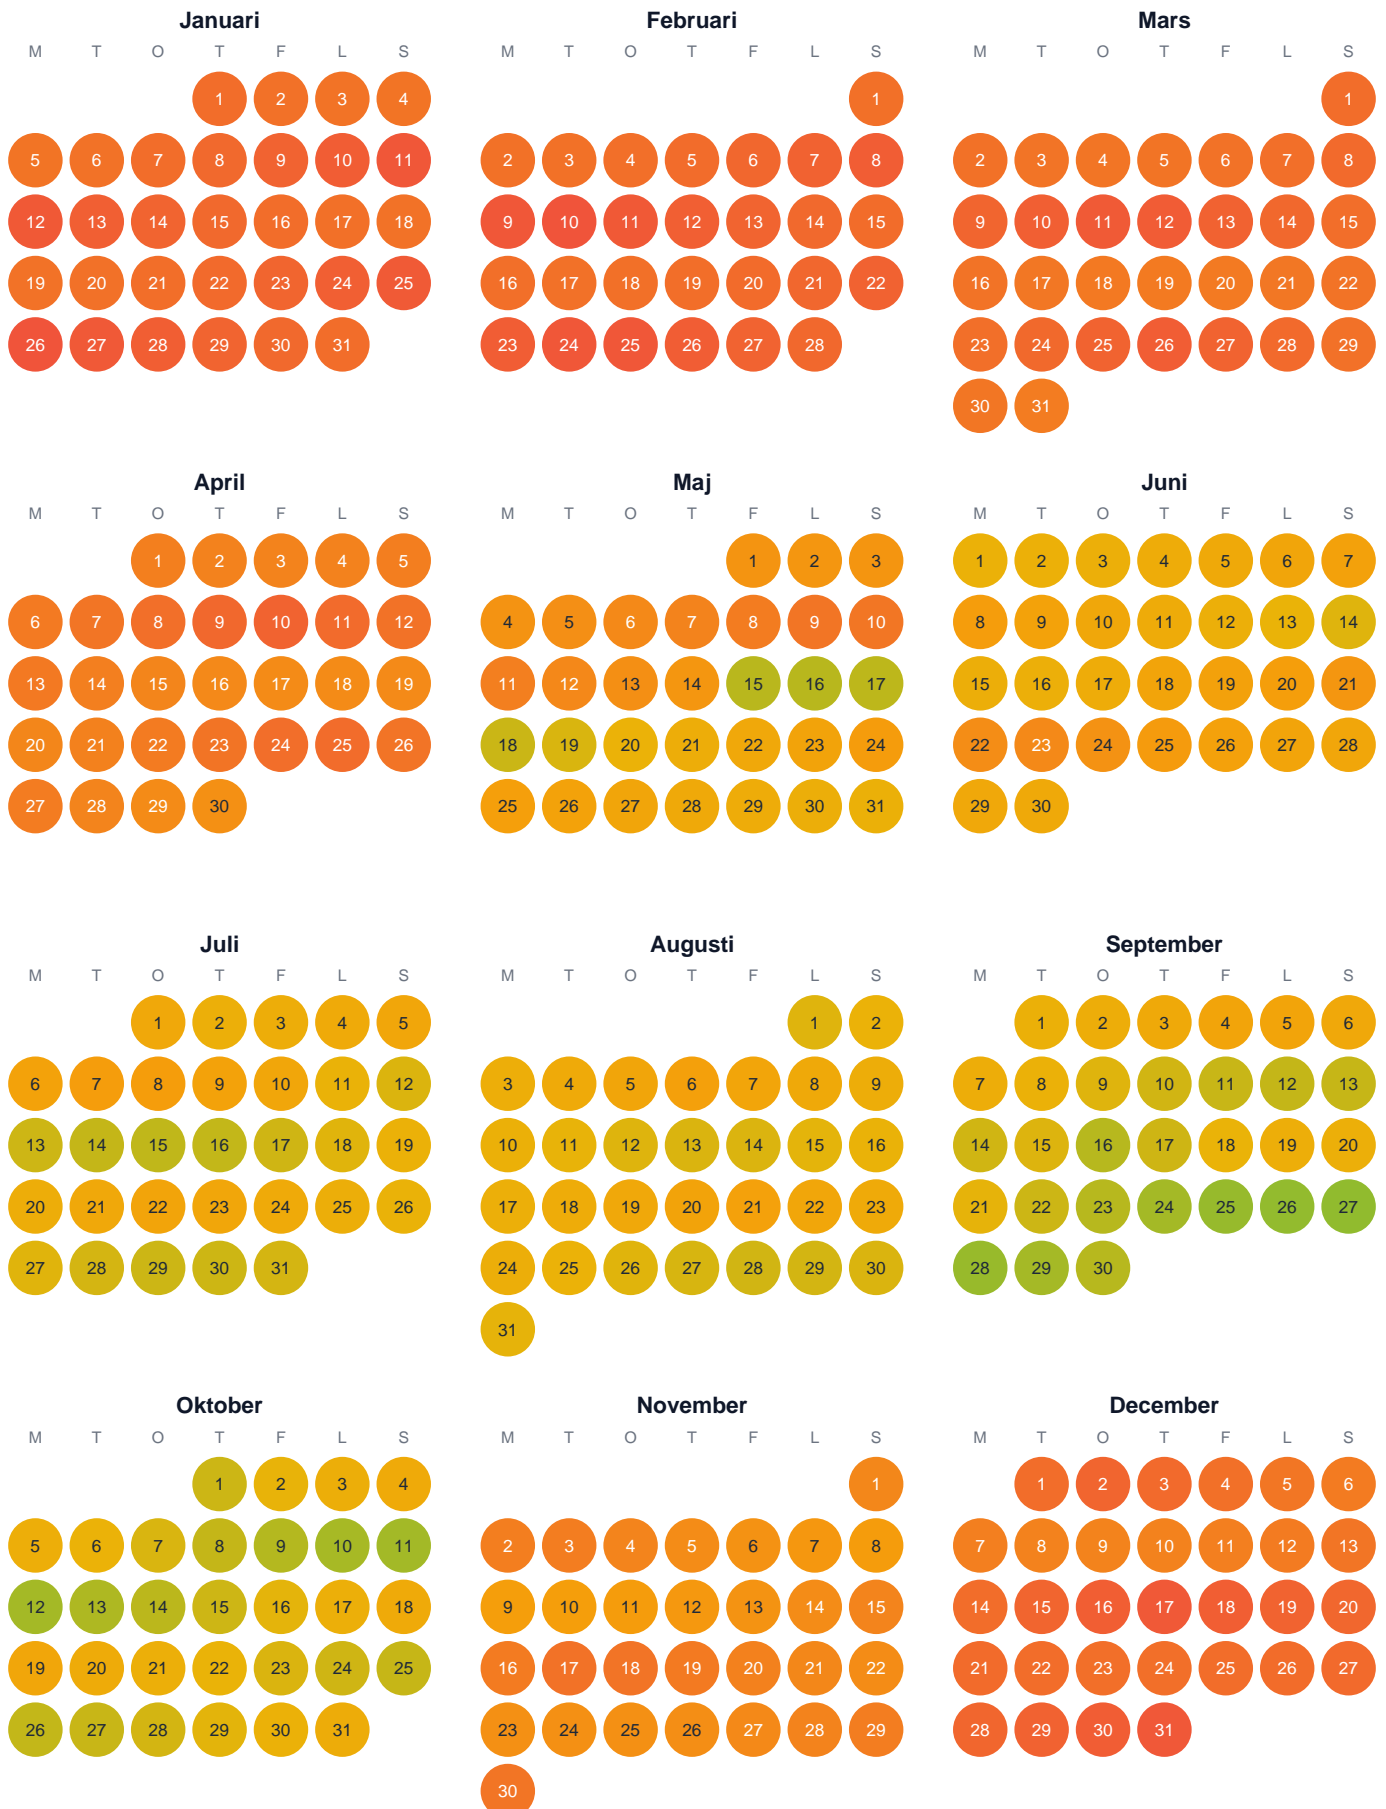 Januari Februari Mars
M T O T F L S M T O T F L S M T O T F L S
1 2 3 4 1 1
5 6 7 8 9 10 11 2 3 4 5 6 7 8 2 3 4 5 6 7 8
12 13 14 15 16 17 18 9 10 11 12 13 14 15 9 10 11 12 13 14 15
19 20 21 22 23 24 25 16 17 18 19 20 21 22 16 17 18 19 20 21 22
26 27 28 29 30 31 23 24 25 26 27 28 23 24 25 26 27 28 29
30 31
April Maj Juni
M T O T F L S M T O T F L S M T O T F L S
1 2 3 4 5 1 2 3 1 2 3 4 5 6 7
6 7 8 9 10 11 12 4 5 6 7 8 9 10 8 9 10 11 12 13 14
13 14 15 16 17 18 19 11 12 13 14 15 16 17 15 16 17 18 19 20 21
20 21 22 23 24 25 26 18 19 20 21 22 23 24 22 23 24 25 26 27 28
27 28 29 30 25 26 27 28 29 30 31 29 30
Juli Augusti September
M T O T F L S M T O T F L S M T O T F L S
1 2 3 4 5 1 2 1 2 3 4 5 6
6 7 8 9 10 11 12 3 4 5 6 7 8 9 7 8 9 10 11 12 13
13 14 15 16 17 18 19 10 11 12 13 14 15 16 14 15 16 17 18 19 20
20 21 22 23 24 25 26 17 18 19 20 21 22 23 21 22 23 24 25 26 27
27 28 29 30 31 24 25 26 27 28 29 30 28 29 30
31
Oktober November December
M T O T F L S M T O T F L S M T O T F L S
1 2 3 4 1 1 2 3 4 5 6
5 6 7 8 9 10 11 2 3 4 5 6 7 8 7 8 9 10 11 12 13
12 13 14 15 16 17 18 9 10 11 12 13 14 15 14 15 16 17 18 19 20
19 20 21 22 23 24 25 16 17 18 19 20 21 22 21 22 23 24 25 26 27
26 27 28 29 30 31 23 24 25 26 27 28 29 28 29 30 31
30